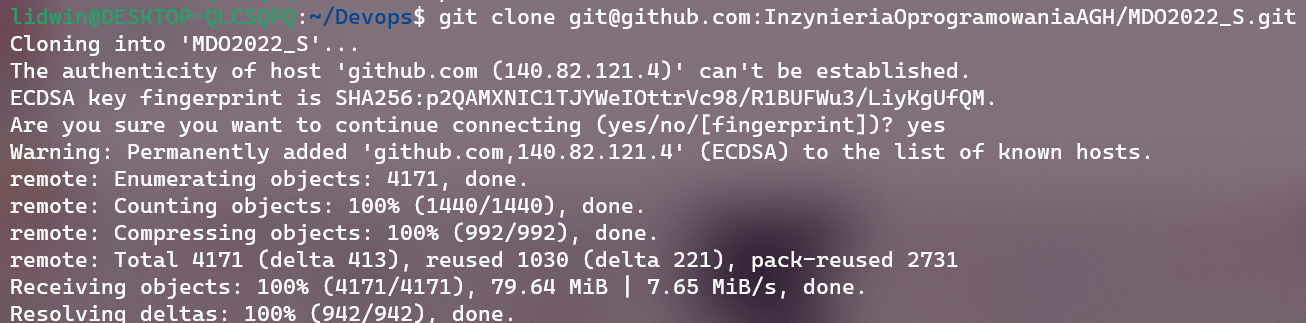 lidwin@DESKTOP-QLCSQPQ:~/Devops$ git clone git@github.com:InzynieriaOprogramowaniaAGH/MDO2022_S.git
Cloning into 'MDO2022_S'...
The authenticity of host 'github.com (140.82.121.4)' can't be established.
ECDSA key fingerprint is SHA256:p2QAMXNIC1TJYWeIOttrVc98/R1BUFWu3/LiyKgUfQM.
Are you sure you want to continue connecting (yes/no/[fingerprint])? yes
Warning: Permanently added 'github.com,140.82.121.4' (ECDSA) to the list of known hosts.
remote: Enumerating objects: 4171, done.
remote: Counting objects: 100% (1440/1440), done.
remote: Compressing objects: 100% (992/992), done.
remote: Total 4171 (delta 413), reused 1030 (delta 221), pack-reused 2731
Receiving objects: 100% (4171/4171), 79.64 MiB | 7.65 MiB/s, done.
Resolving deltas: 100% (942/942), done.